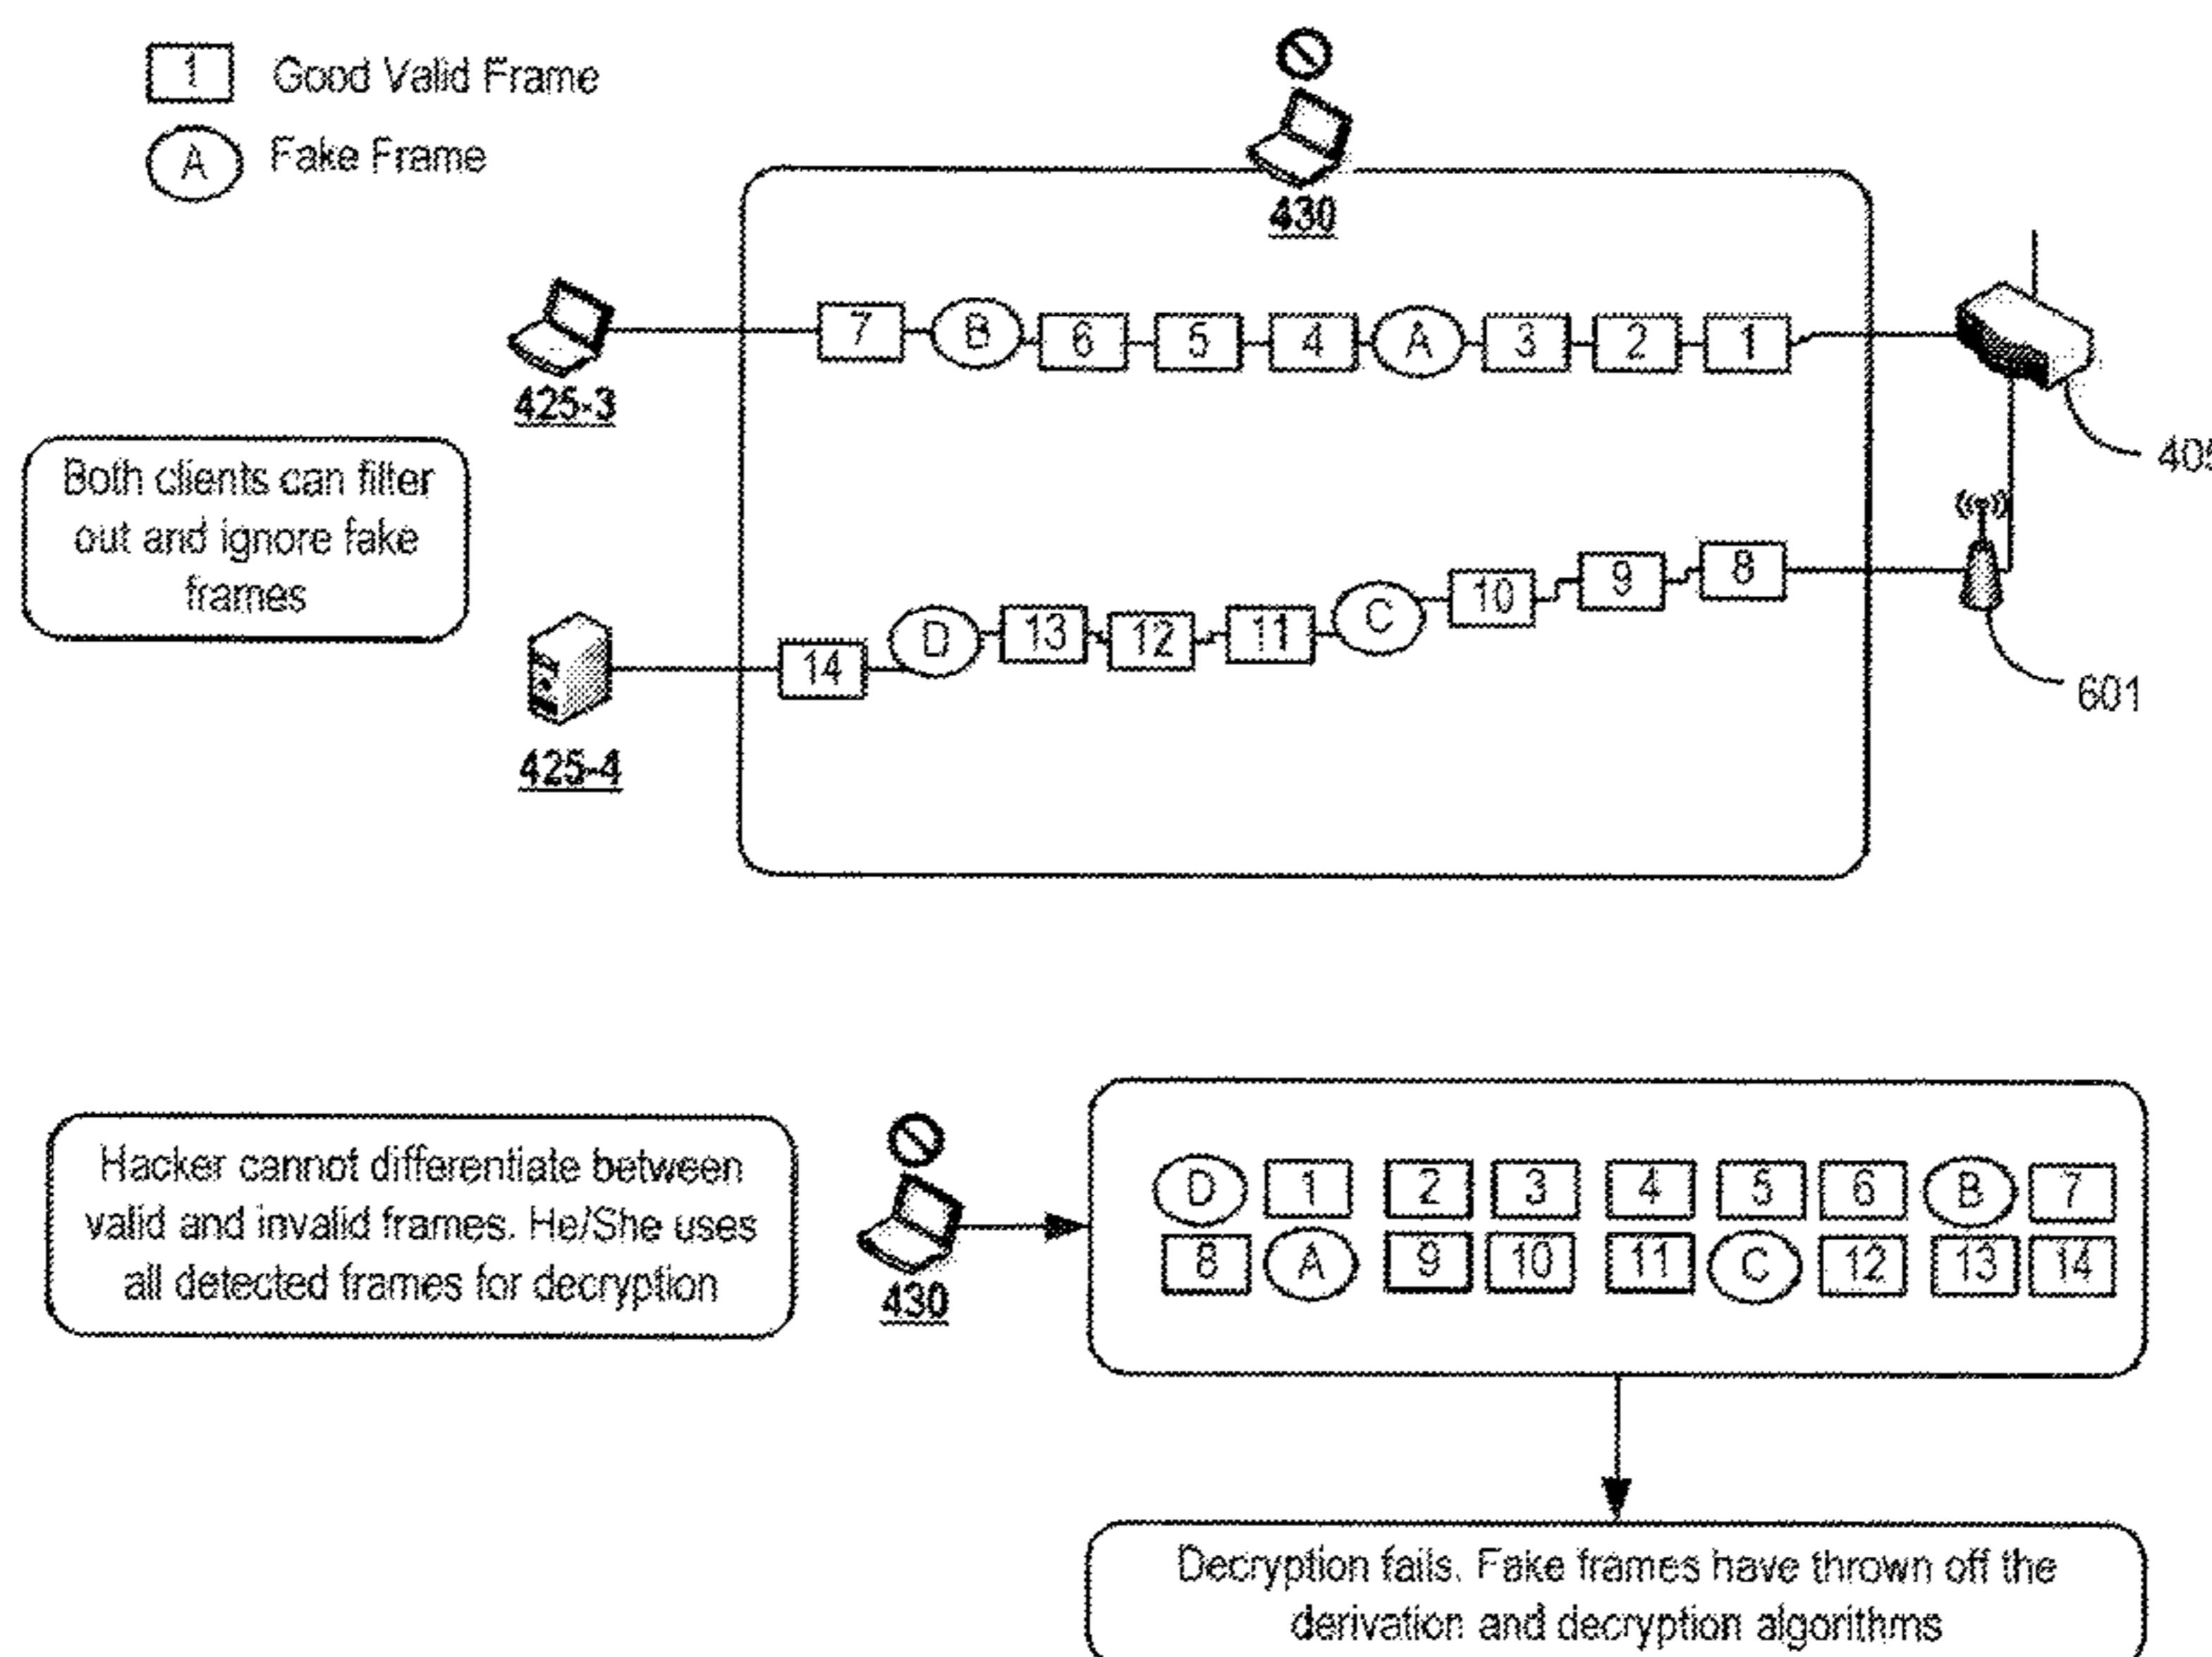 1 Good Valid Frame
A Fake Frame
430
7 B 6 5 4 A 3 2 1
425-3
405
Both clients can filter
out and ignore fake
frames
14 D 13 12 11 C 10 9 8
601
425-4
Hacker cannot differentiate between
valid and invalid frames. He/She uses
all detected frames for decryption
430
D 1 2 3 4 5 6 B 7
8 A 9 10 11 C 12 13 14
Decryption fails. Fake frames have thrown off the
derivation and decryption algorithms